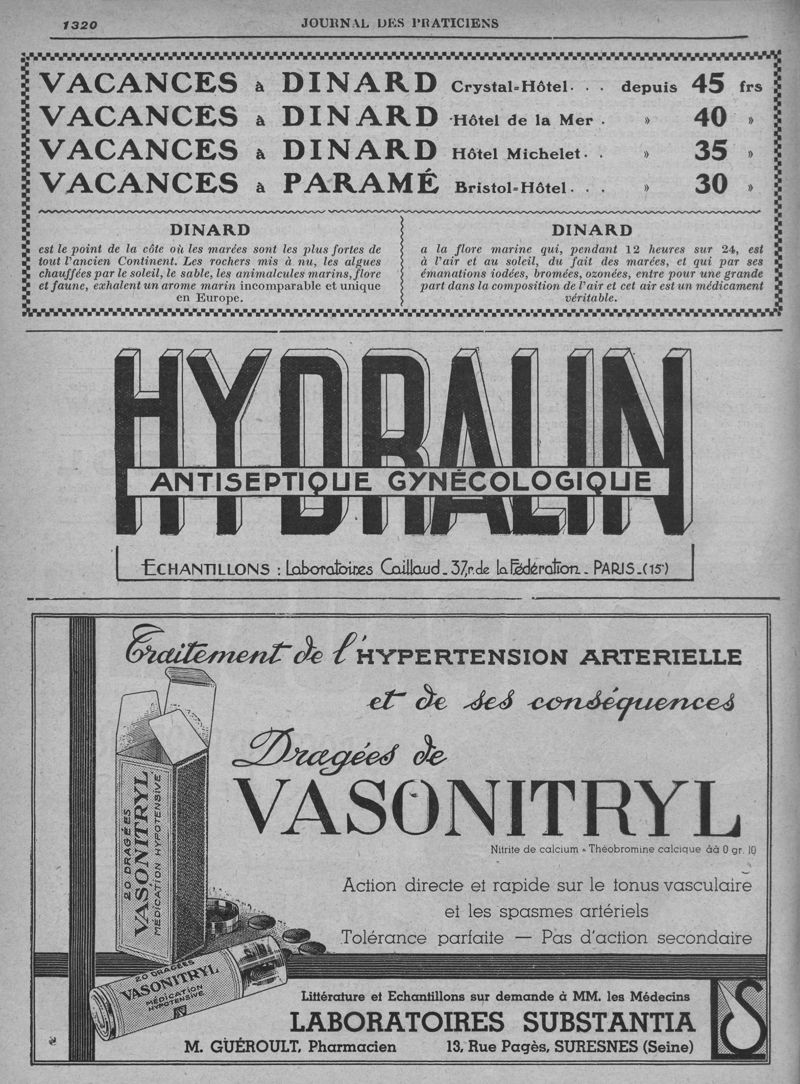 1320
JOURNAL DES PRATICIENS
VACANCES à DINARD Crystal-Hôtel . . . depuis 45 frs
VACANCES à DINARD Hôtel de la Mer . » 40 »
VACANCES à DINARD Hôtel Michelet . . » 35 »
VACANCES à PARAMÉ Bristol-Hôtel . . . » 30 »
DINARD
est le point de la côte où les marées sont les plus fortes de
tout l'ancien Continent. Les rochers mis à nu, les algues
chauffées par le soleil, le sable, les animalcules marins, flore
et faune, exhalent un arome marin incomparable et unique
en Europe.
DINARD
a la flore marine qui, pendant 12 heures sur 24, est
à l'air et au soleil, du fait des marées, et qui par ses
émanations iodées, bromées, ozonées, entre pour une grande
part dans la composition de l'air et cet air est un médicament
véritable.
HYDRALIN
ANTISEPTIQUE GYNÉCOLOGIQUE
ECHANTILLONS : Laboratoires Caillaud _ 37, r. de la Fédération _ PARIS _ (15e)
Traitement de l'HYPERTENSION ARTERIELLE
et de ses conséquences
Dragées de
VASONITRYL
Nitrite de calcium - Théobromine calcique ââ 0 gr. 10
Action directe et rapide sur le tonus vasculaire
et les spasmes artériels
Tolérance parfaite — Pas d'action secondaire
20 DRAGÉES
VASONITRYL
MÉDICATION HYPOTENSIVE
20 DRAGÉES
VASONITRYL
MÉDICATION
HYPOTENSIVE
Littérature et Echantillons sur demande à MM. les Médecins
LABORATOIRES SUBSTANTIA
M. GUÉROULT, Pharmacien 13, Rue Pagès, SURESNES (Seine)
LS